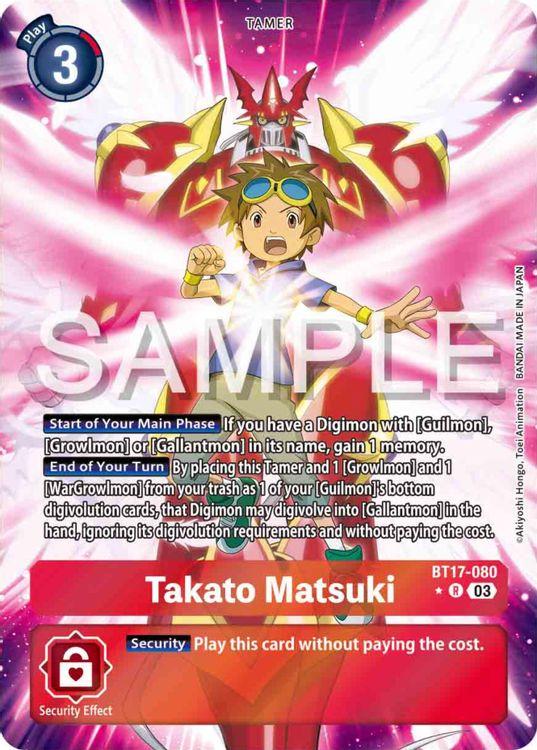 TAMER
Play
3
SAMPLE
Start of Your Main Phase If you have a Digimon with [Guilmon],
[Growlmon] or [Gallantmon] in its name, gain 1 memory.
End of Your Turn By placing this Tamer and 1 [Growlmon] and 1
[WarGrowlmon] from your trash as 1 of your [Guilmon]'s bottom
digivolution cards, that Digimon may digivolve into [Gallantmon] in the
hand, ignoring its digivolution requirements and without paying the cost.
©Akiyoshi Hongo, Toei Animation BANDAI MADE IN JAPAN
BT17-080
Takato Matsuki
R 03
Security Play this card without paying the cost.
Security Effect